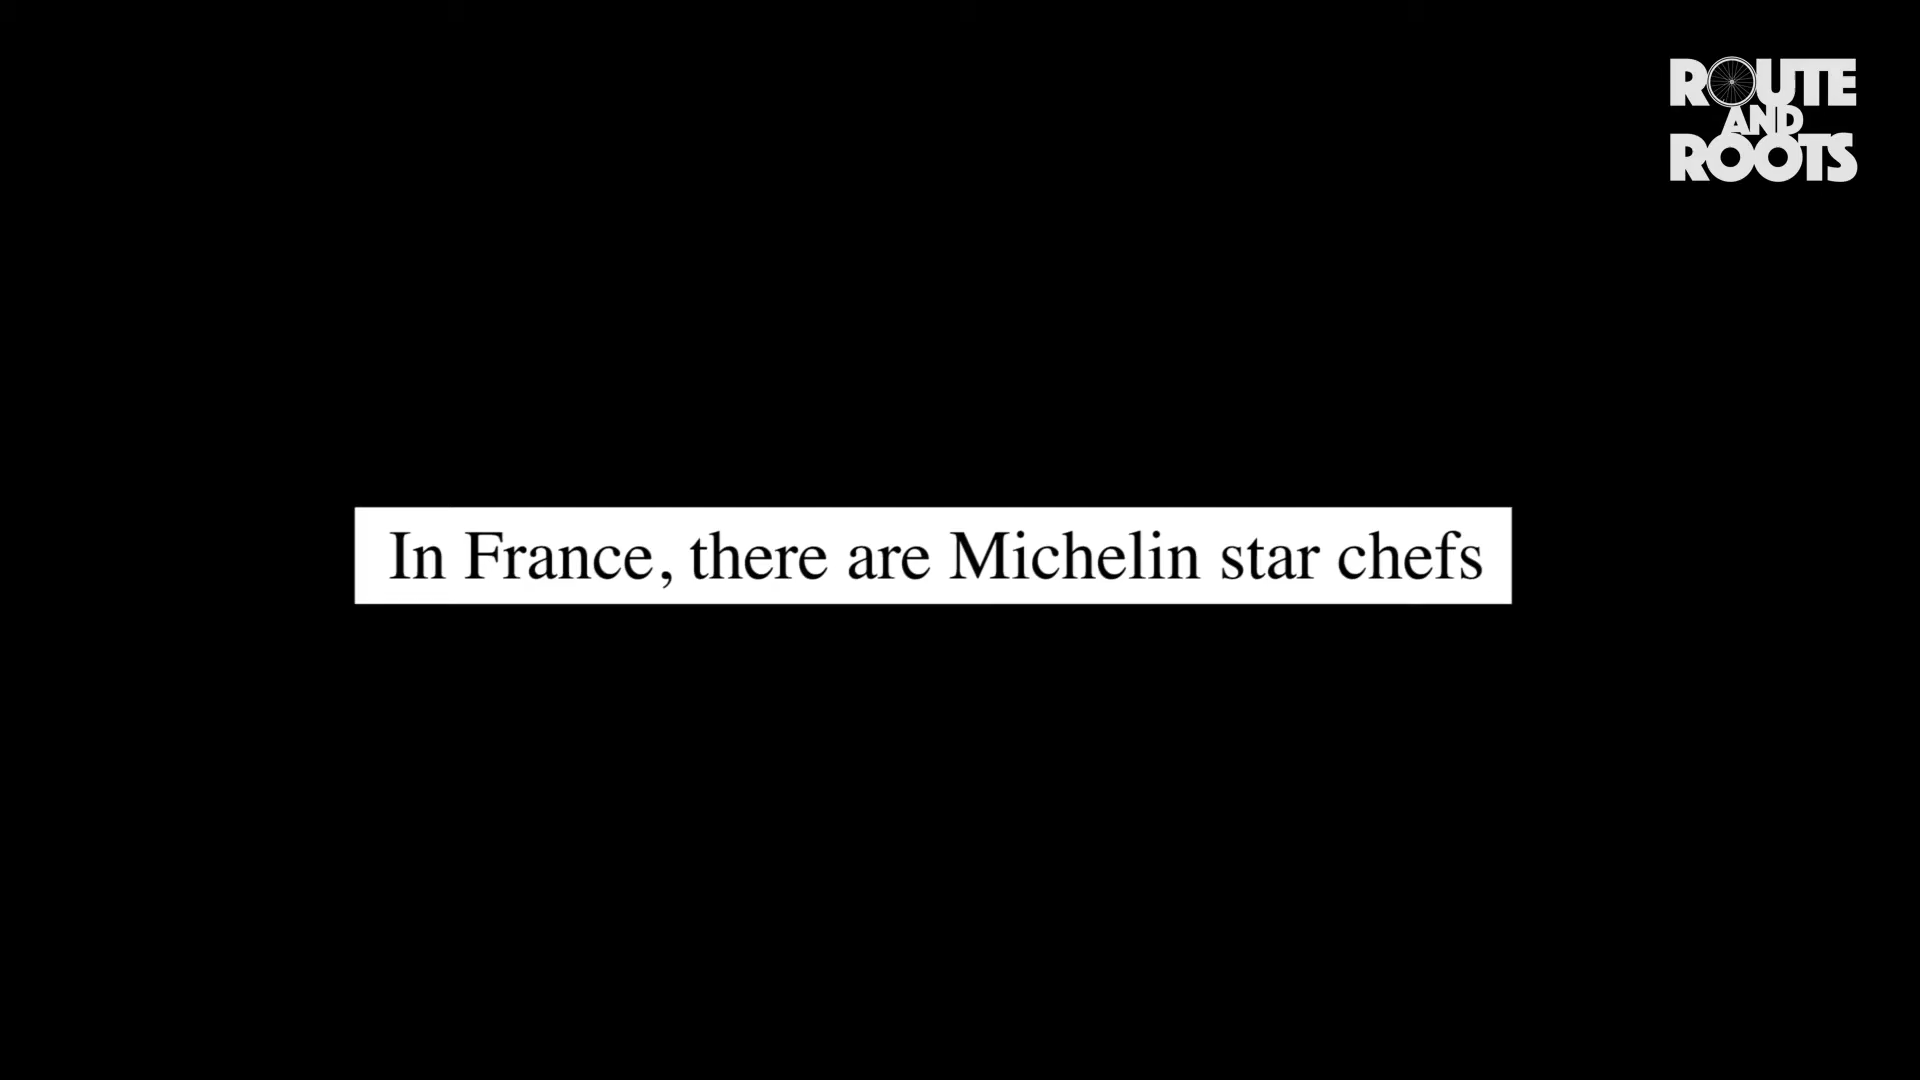 ROUTE
AND
ROOTS
In France, there are Michelin star chefs